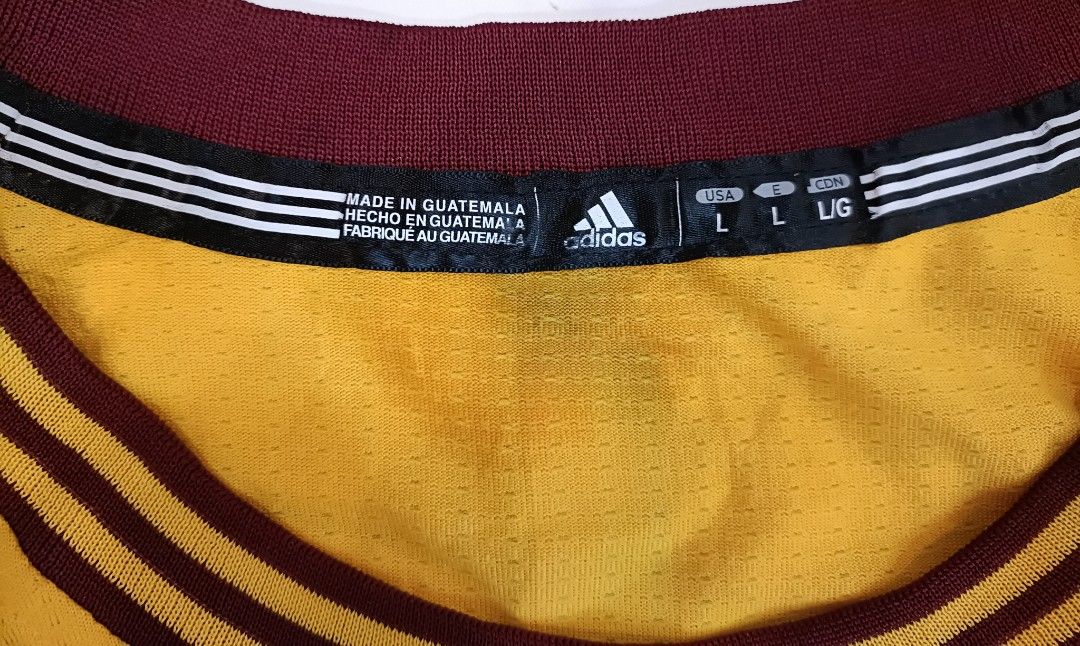 MADE IN GUATEMALA
HECHO EN GUATEMALA
FABRIQUÉ AU GUATEMALA
adidas
USA E CDN
L L L/G